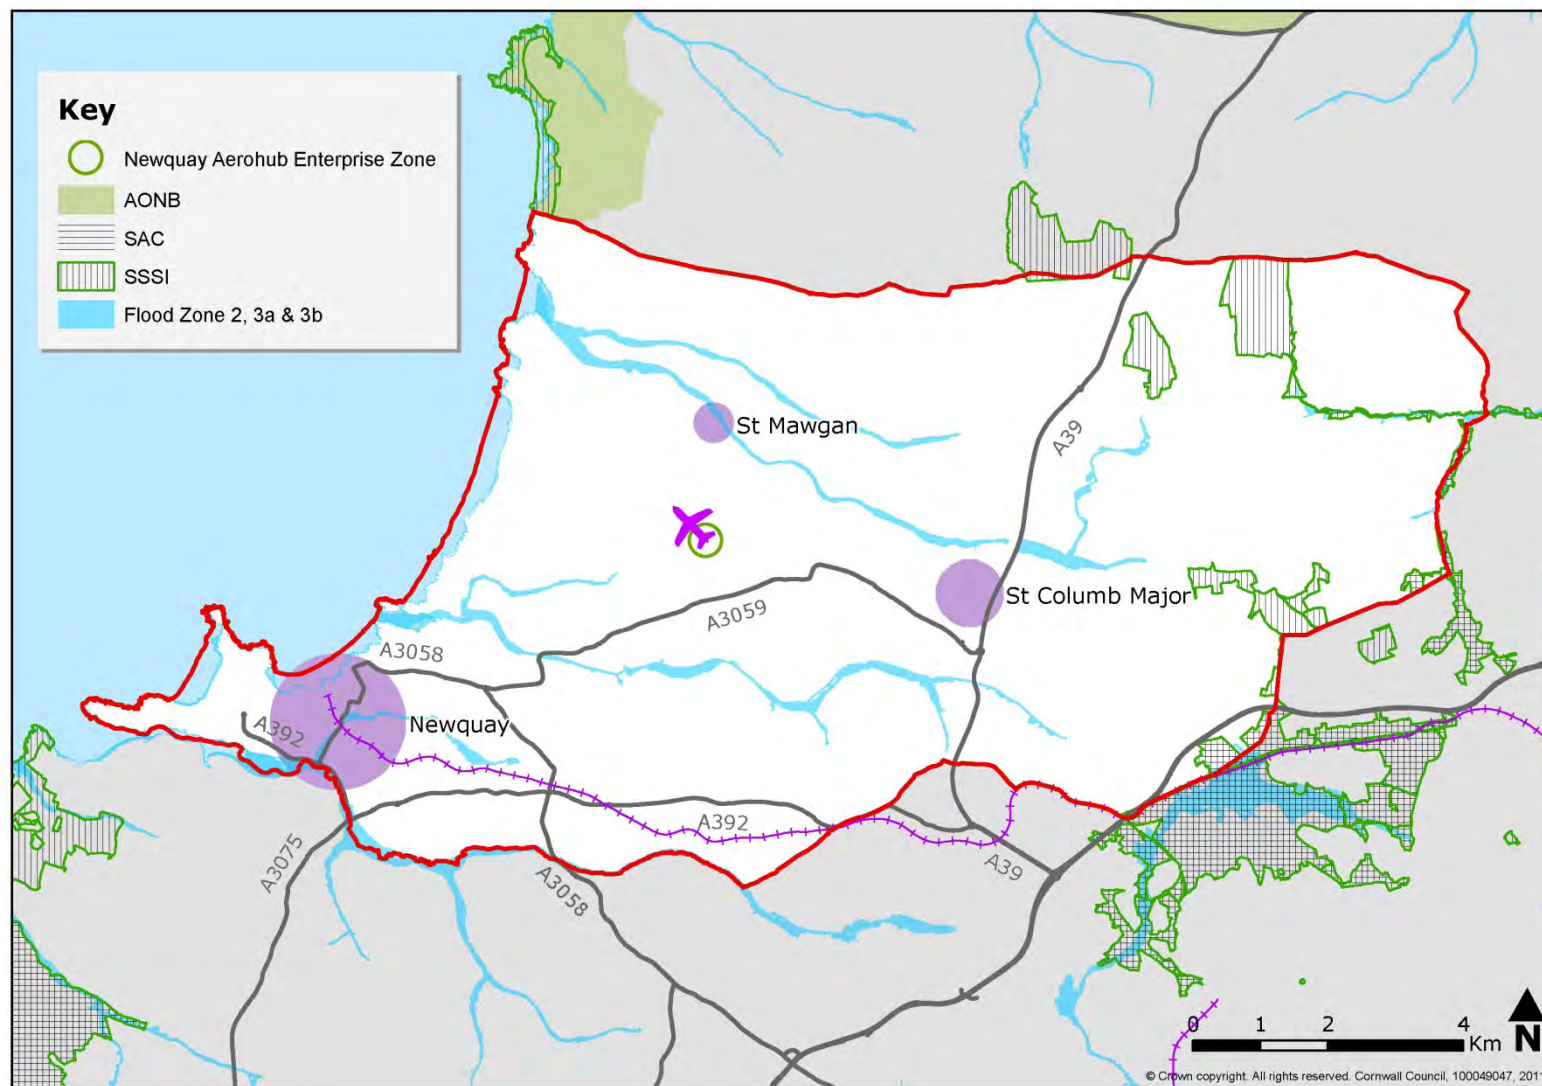 Key
Newquay Aerohub Enterprise Zone
AONB
SAC
SSSI
Flood Zone 2, 3a & 3b
St Mawgan
A39
St Columb Major
A3059
A3058
Newquay
A392
A392
A3075
A3058
A39
0 1 2 4
Km
N
© Crown copyright. All rights reserved. Cornwall Council, 100049047, 2011